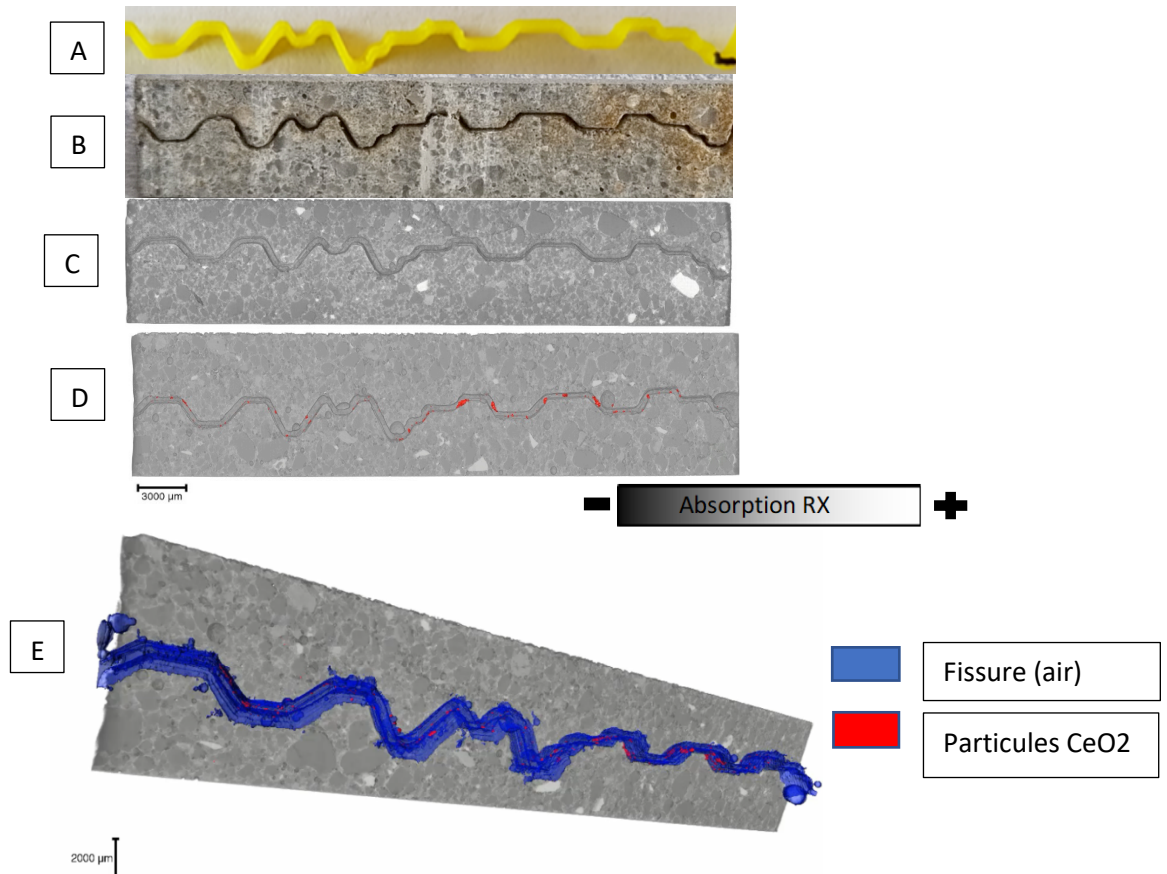 A
B
C
D
3000 µm
- Absorption RX +
E
Fissure (air)
Particules CeO2
2000 µm